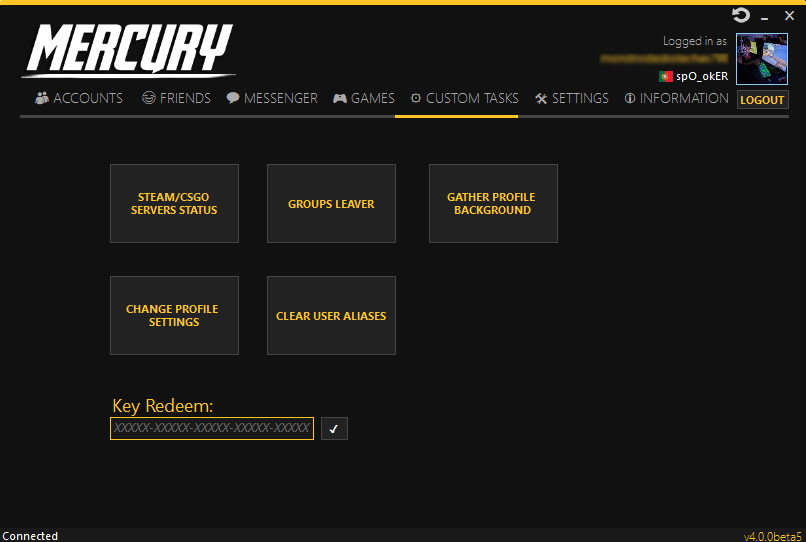 MERCURY
Logged in as
spO_okER
ACCOUNTS
FRIENDS
MESSENGER
GAMES
CUSTOM TASKS
SETTINGS
INFORMATION
LOGOUT
STEAM/CSGO
SERVERS STATUS
GROUPS LEAVER
GATHER PROFILE
BACKGROUND
CHANGE PROFILE
SETTINGS
CLEAR USER ALIASES
Key Redeem:
XXXXX-XXXXX-XXXXX-XXXXX-XXXXX
Connected
v4.0.0beta5